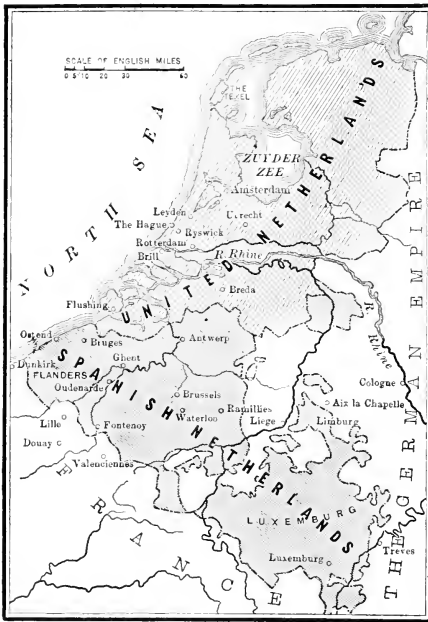 SCALE OF ENGLISH MILES
0 5 10 20 30 60
NORTH SEA
THE TEXEL
ZUYDER
ZEE
Amsterdam
Leyden
The Hague
Utrecht
Ryswick
Rotterdam
Brill
R. Rhine
UNITED NETHERLANDS
Breda
Flushing
R. Rhine
Ostend
Bruges
Antwerp
Dunkirk
Ghent
FLANDERS
SPANISH NETHERLANDS
Oudenarde
Cologne
Brussels
Aix la Chapelle
Waterloo
Ramillies
Lille
Liege
Limburg
Fontenoy
Douay
Valenciennes
LUXEMBURG
Luxemburg
Treves
FRANCE
THE GERMAN EMPIRE